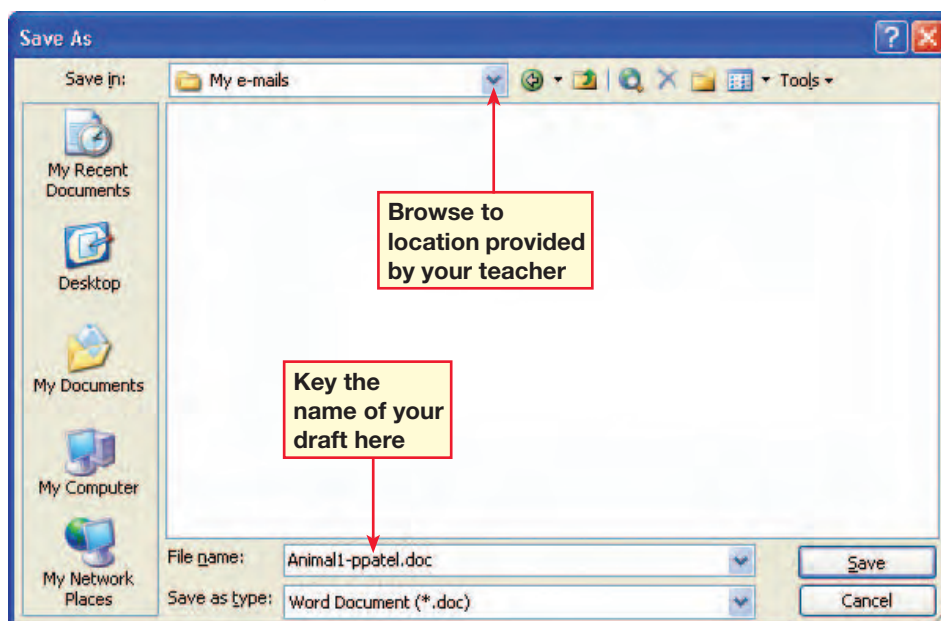 Save As
Save in:
My e-mails
Tools
My Recent
Documents
Browse to
location provided
by your teacher
Desktop
My Documents
Key the
name of your
draft here
My Computer
My Network
Places
File name:
Animal1-ppatel.doc
Save
Save as type:
Word Document (*.doc)
Cancel